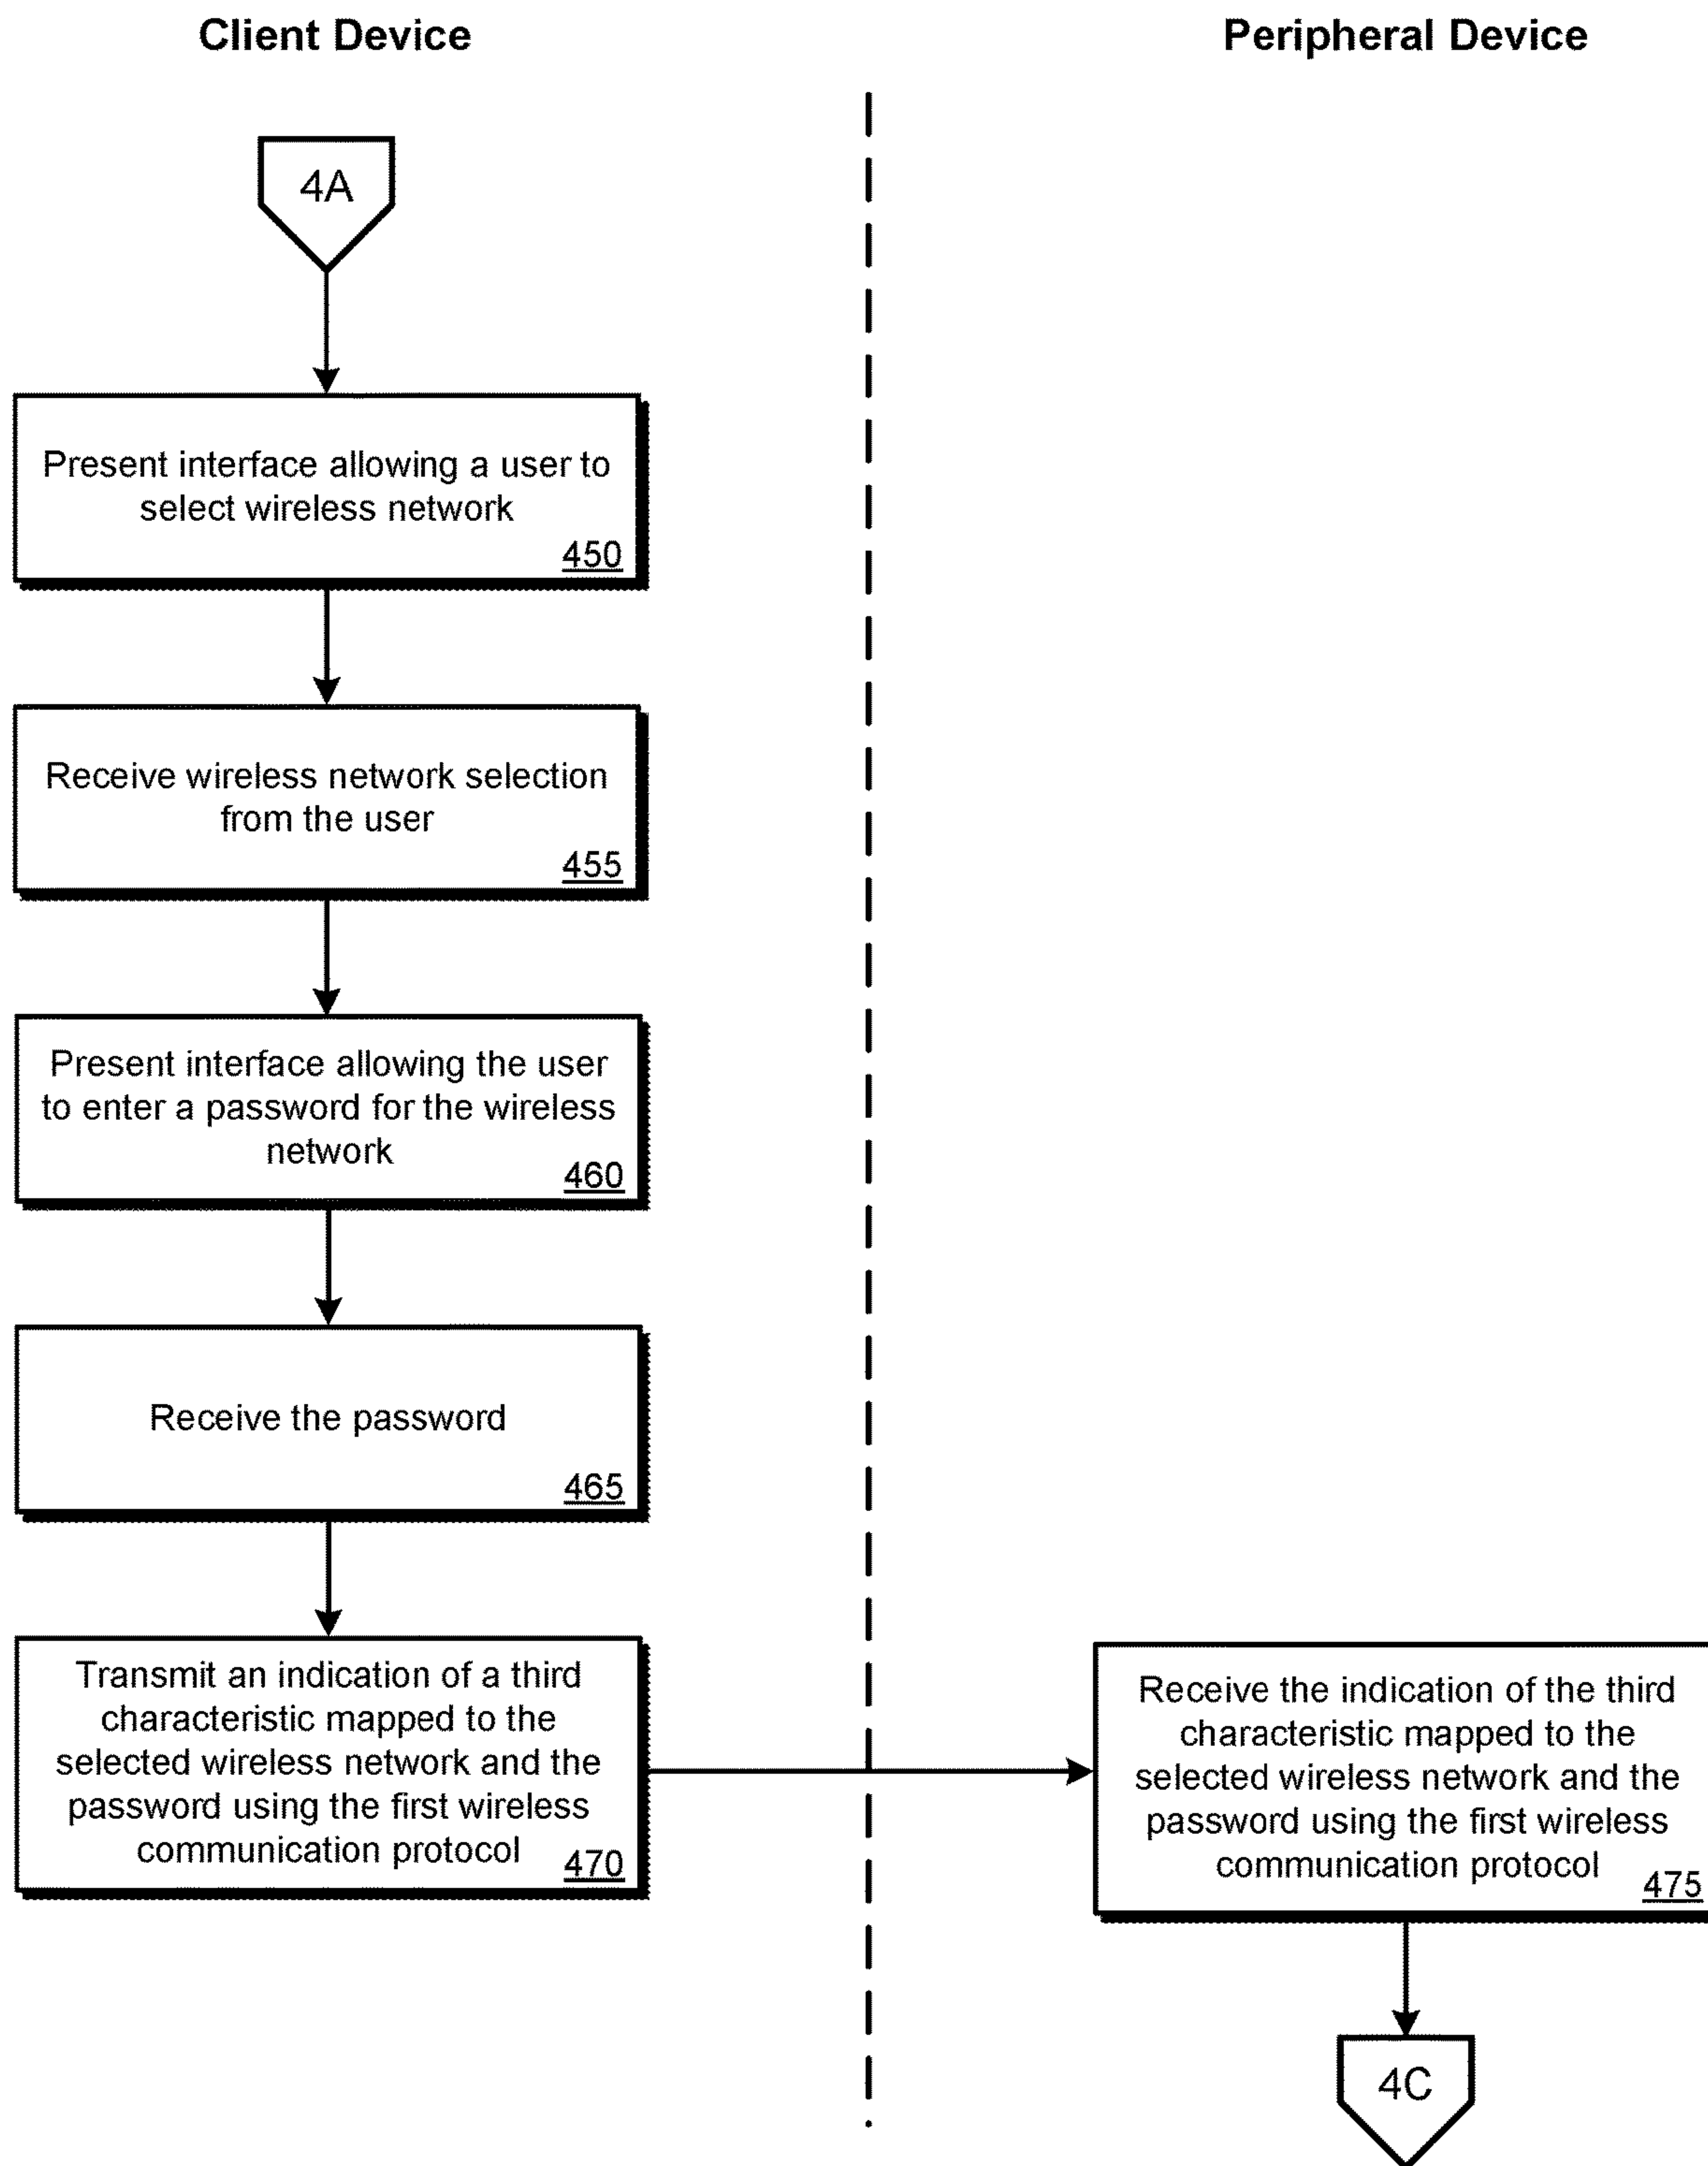 Client Device
Peripheral Device
4A
Present interface allowing a user to
select wireless network
450
Receive wireless network selection
from the user
455
Present interface allowing the user
to enter a password for the wireless
network
460
Receive the password
465
Transmit an indication of a third
characteristic mapped to the
selected wireless network and the
password using the first wireless
communication protocol
470
Receive the indication of the third
characteristic mapped to the
selected wireless network and the
password using the first wireless
communication protocol
475
4C